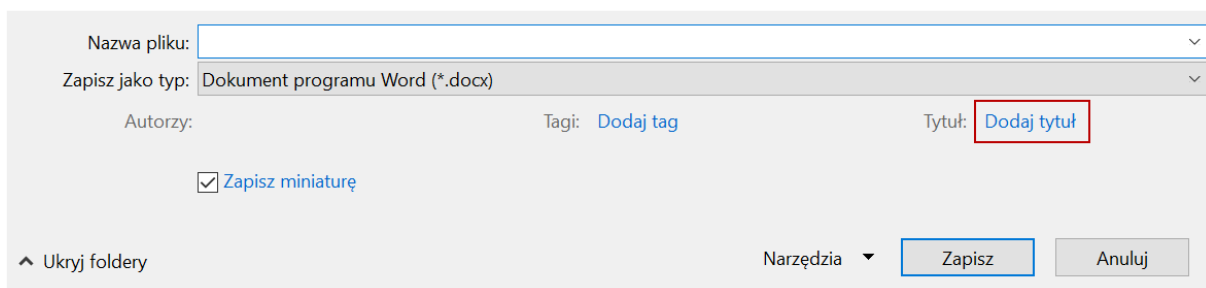 Nazwa pliku:
Zapisz jako typ: Dokument programu Word (*.docx)
Autorzy: Tagi: Dodaj tag Tytuł: Dodaj tytuł
Zapisz miniaturę
Ukryj foldery Narzędzia Zapisz Anuluj